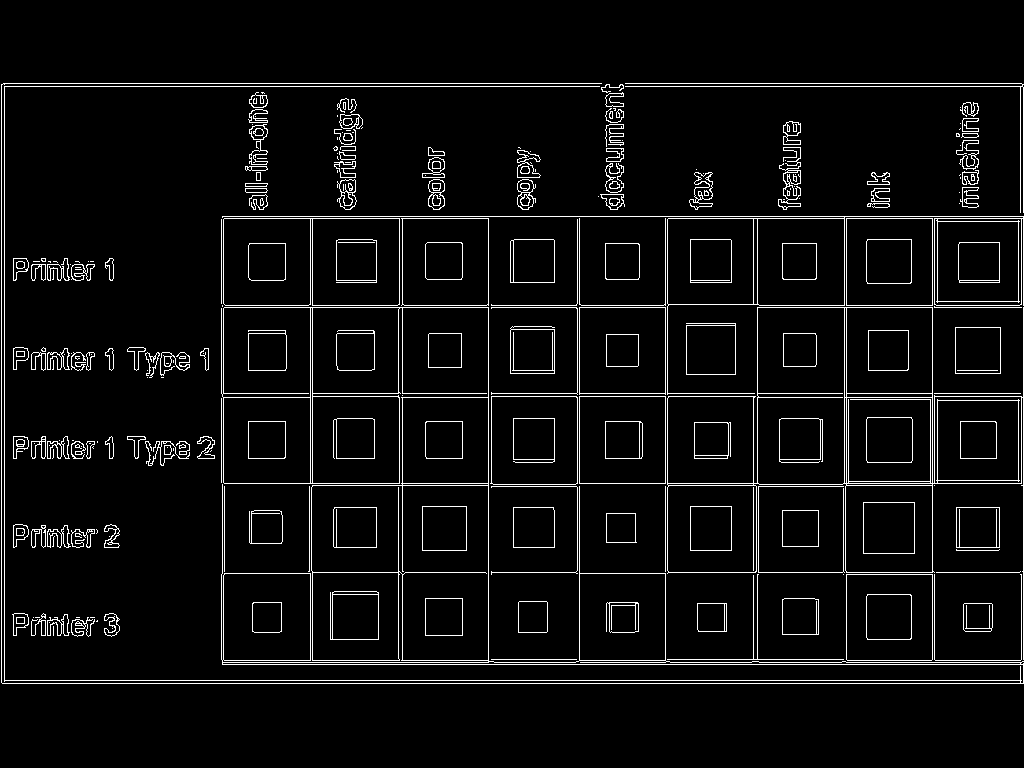 all-in-one
cartridge
color
copy
document
fax
feature
ink
machine
Printer 1
Printer 1 Type 1
Printer 1 Type 2
Printer 2
Printer 3